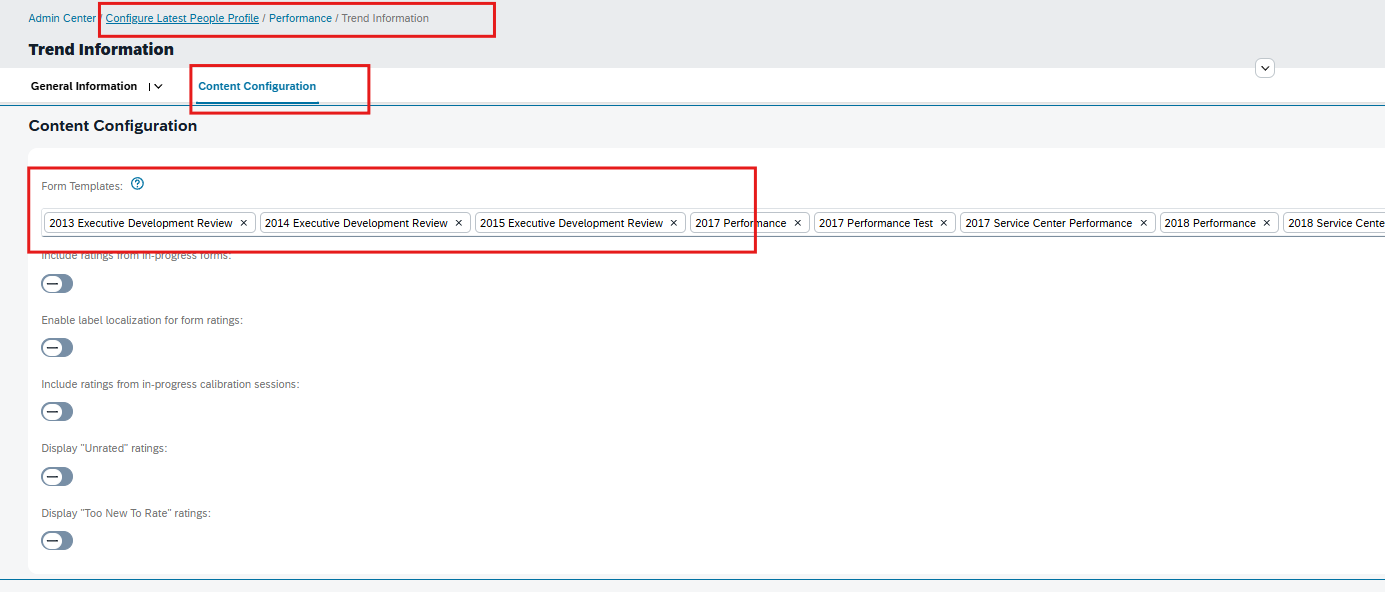 Admin Center / Configure Latest People Profile / Performance / Trend Information
Trend Information
General Information
Content Configuration
Content Configuration
Form Templates:
2013 Executive Development Review × 2014 Executive Development Review × 2015 Executive Development Review × 2017 Performance × 2017 Performance Test × 2017 Service Center Performance × 2018 Performance × 2018 Service Cente
Include ratings from in-progress forms:
Enable label localization for form ratings:
Include ratings from in-progress calibration sessions:
Display "Unrated" ratings:
Display "Too New To Rate" ratings: